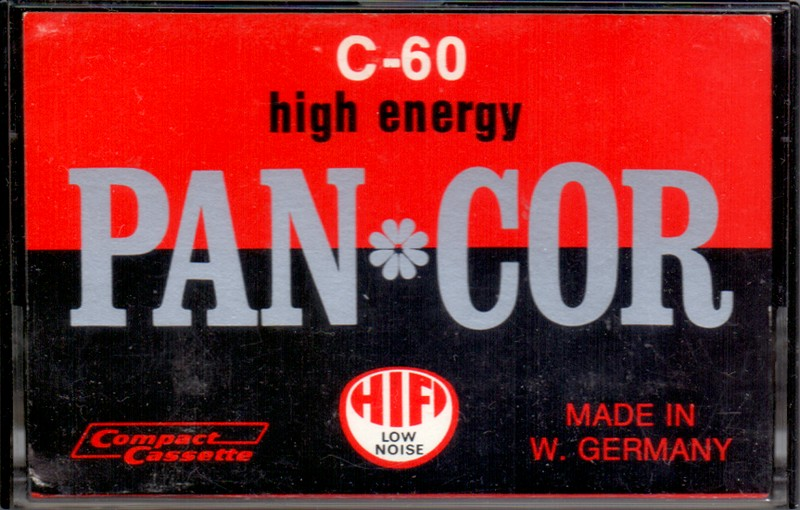 C-60
high energy
PAN COR
HIFI
LOW
NOISE
Compact
Cassette
MADE IN
W. GERMANY